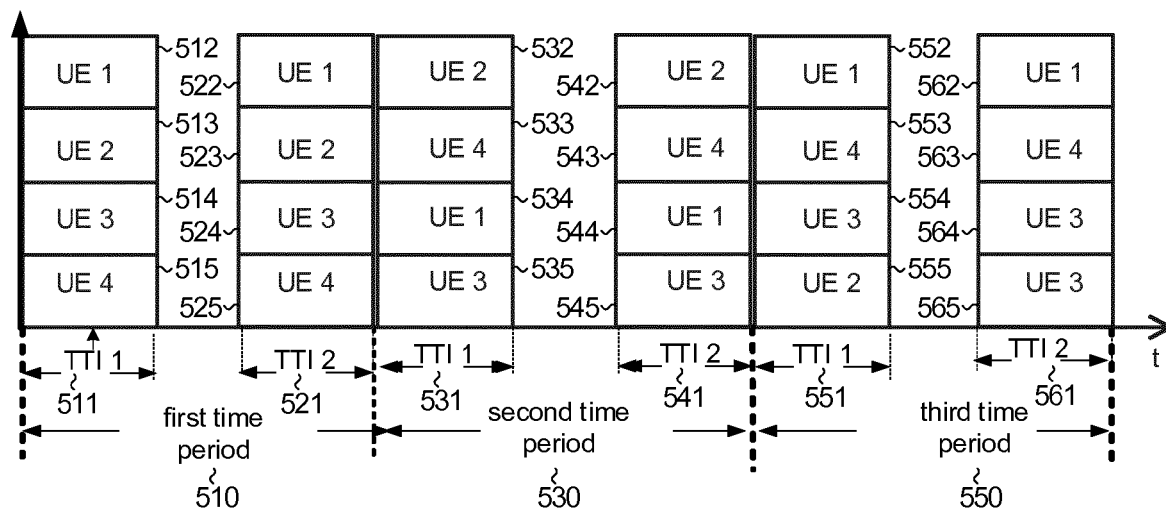 512
532
552
UE 1
UE 1
UE 2
UE 2
UE 1
UE 1
522
542
562
513
533
553
UE 2
UE 2
UE 4
UE 4
UE 4
UE 4
523
543
563
514
534
554
UE 3
UE 3
UE 1
UE 1
UE 3
UE 3
524
544
564
515
535
555
UE 4
UE 4
UE 3
UE 3
UE 2
UE 3
525
545
565
t
TTI 1
TTI 2
TTI 1
TTI 2
TTI 1
TTI 2
511
521
531
541
551
561
first time
period
second time
period
third time
period
510
530
550